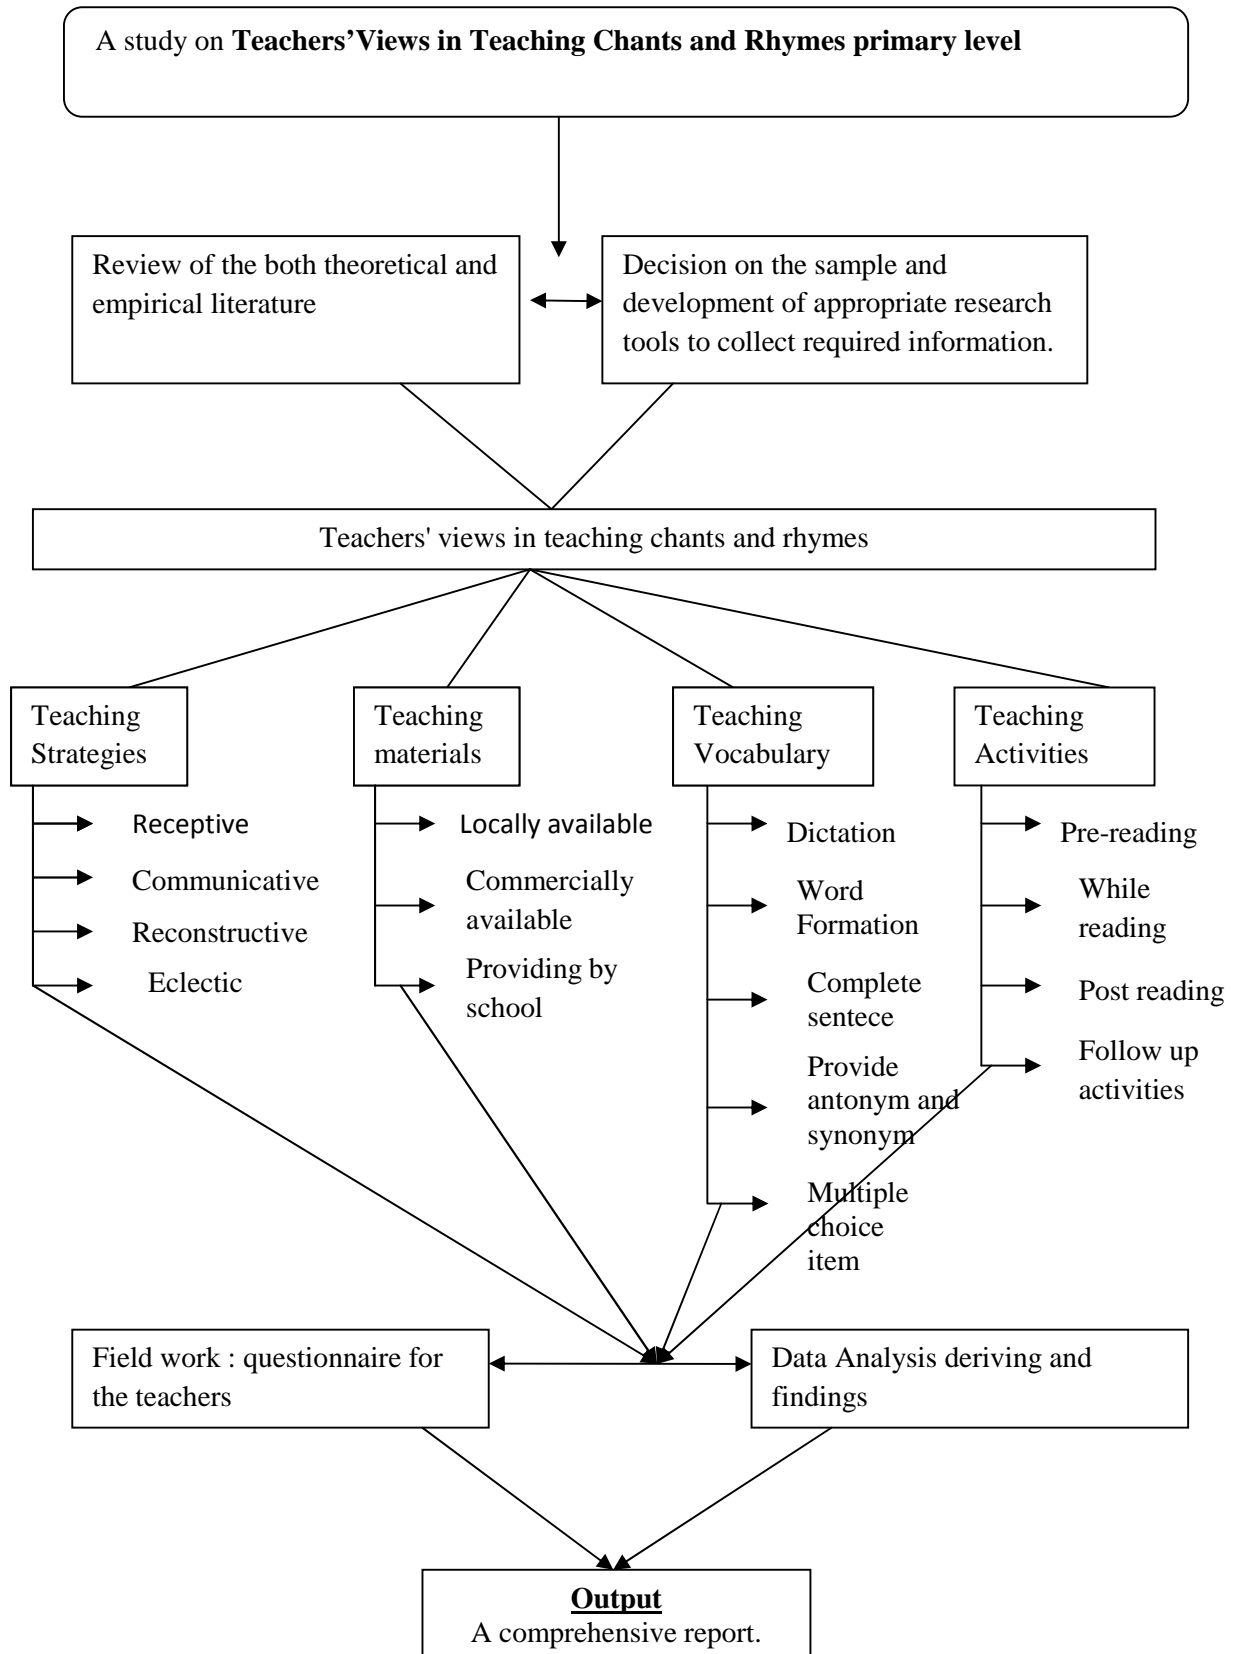 A study on Teachers'Views in Teaching Chants and Rhymes primary level
Review of the both theoretical and
empirical literature
Decision on the sample and
development of appropriate research
tools to collect required information.
Teachers' views in teaching chants and rhymes
Teaching
Strategies
Receptive
Communicative
Reconstructive
Eclectic
Teaching
materials
Locally available
Commercially
available
Providing by
school
Teaching
Vocabulary
Dictation
Word
Formation
Complete
sentece
Provide
antonym and
synonym
Multiple
choice
item
Teaching
Activities
Pre-reading
While
reading
Post reading
Follow up
activities
Field work : questionnaire for
the teachers
Data Analysis deriving and
findings
Output
A comprehensive report.